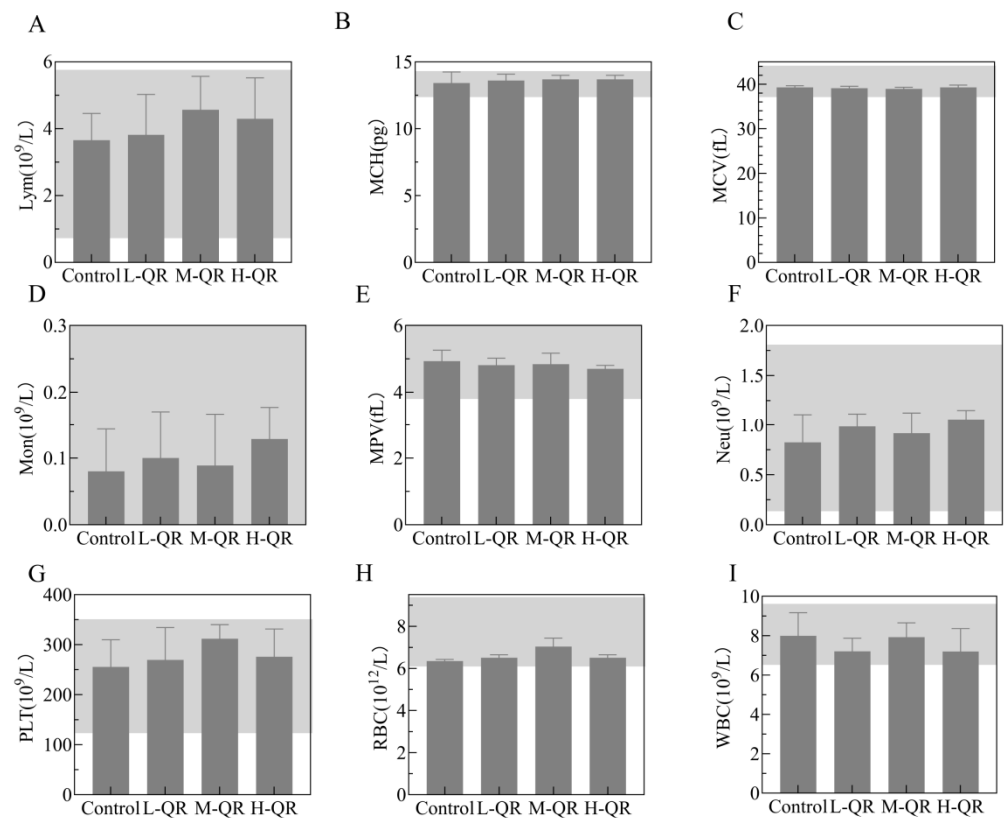 A
Lym(10⁹/L)
6
4
2
0
Control L-QR M-QR H-QR
B
MCH(pg)
15
10
5
0
Control L-QR M-QR H-QR
C
MCV(fL)
40
30
20
10
0
Control L-QR M-QR H-QR
D
Mon(10⁹/L)
0.3
0.2
0.1
0.0
Control L-QR M-QR H-QR
E
MPV(fL)
6
4
2
0
Control L-QR M-QR H-QR
F
Neu(10⁹/L)
2.0
1.5
1.0
0.5
0.0
Control L-QR M-QR H-QR
G
PLT(10⁹/L)
400
300
200
100
0
Control L-QR M-QR H-QR
H
RBC(10¹²/L)
8
6
4
2
0
Control L-QR M-QR H-QR
I
WBC(10⁹/L)
10
8
6
4
2
0
Control L-QR M-QR H-QR